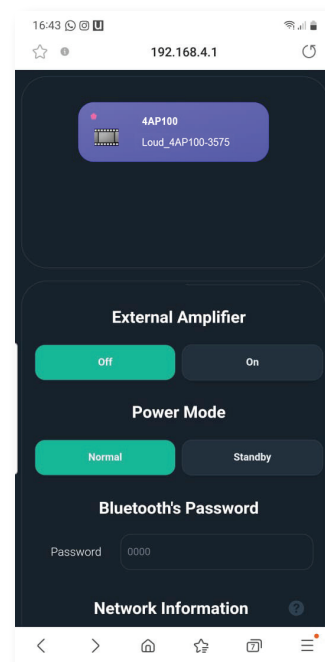 16:43
192.168.4.1
4AP100
Loud_4AP100-3575
External Amplifier
Off On
Power Mode
Normal Standby
Bluetooth's Password
Password 0000
Network Information ?
7